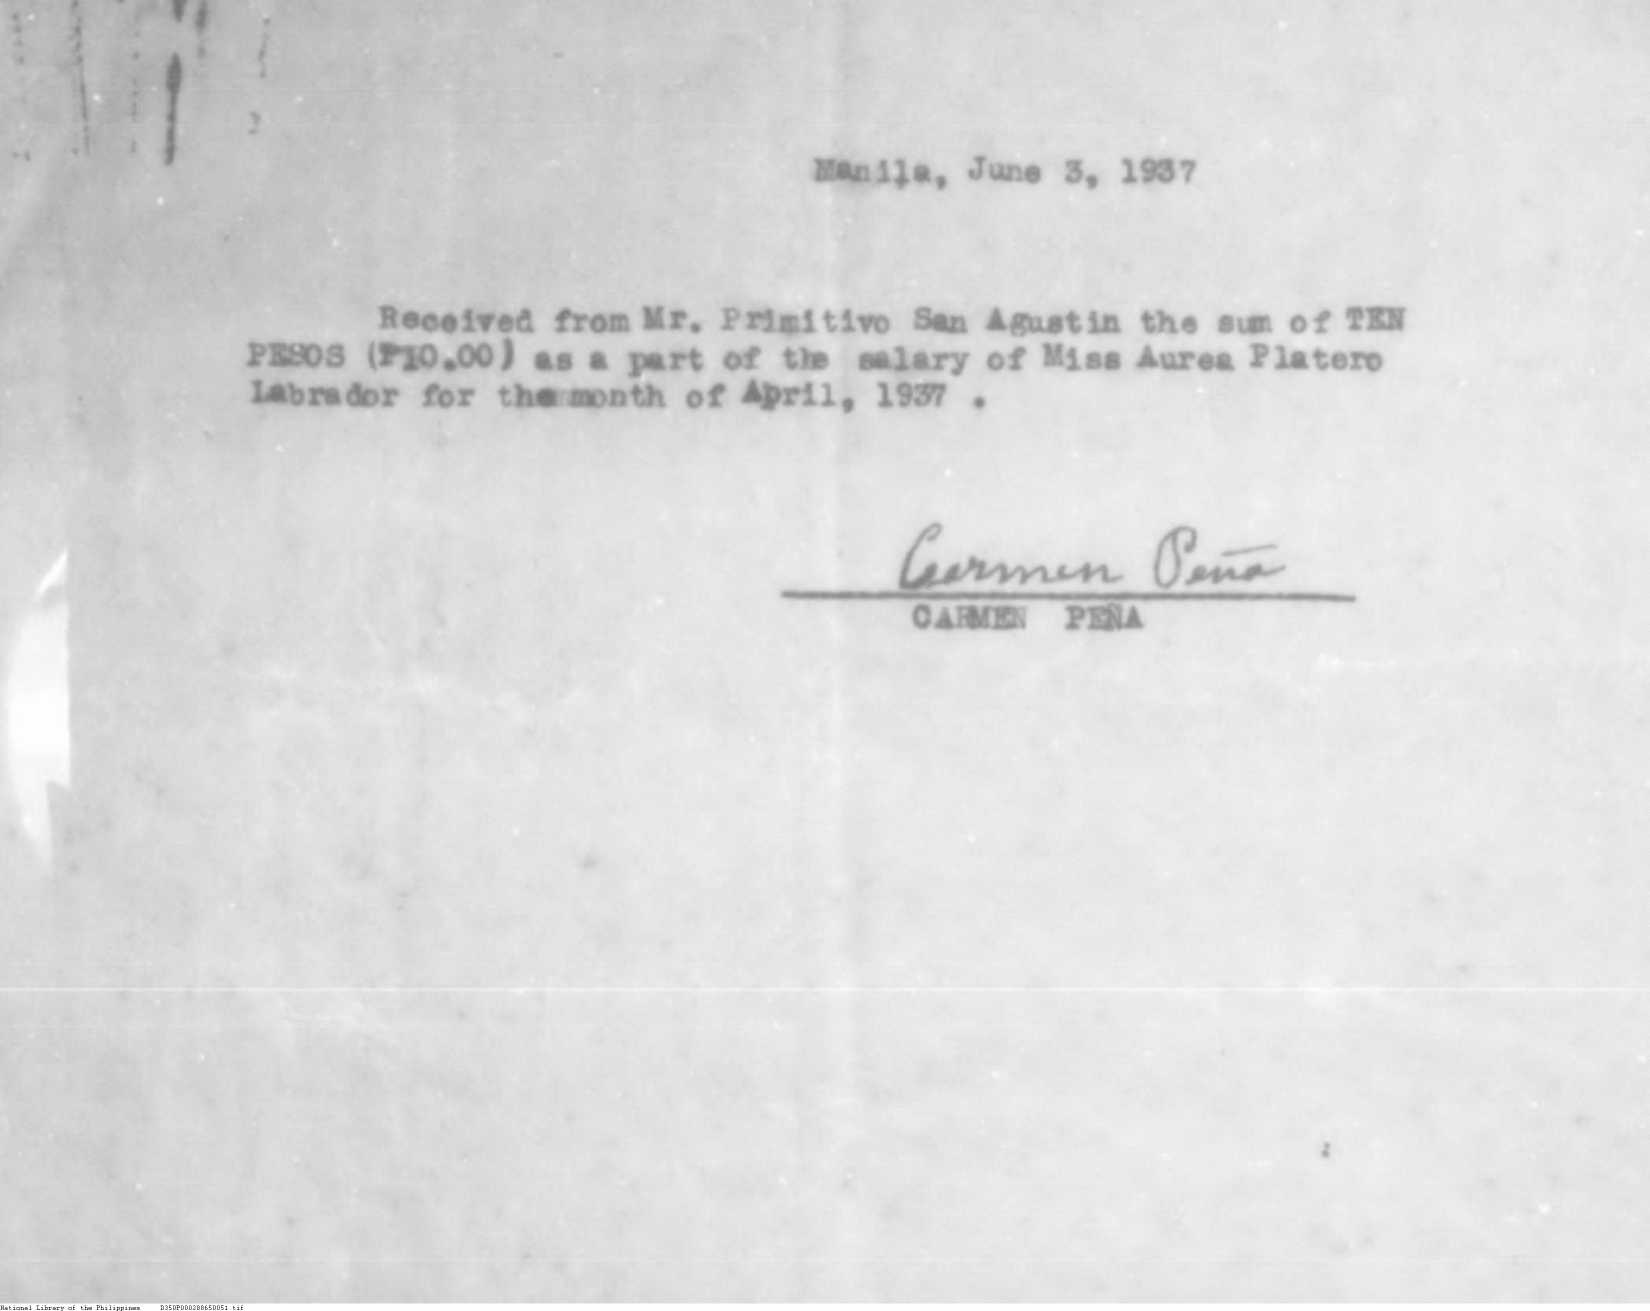 Manila, June 3, 1937
Received from Mr. Primitivo San Agustin the sum of TEN
PESOS (₱10.00) as a part of the salary of Miss Aurea Platero
Labrador for the month of April, 1937 .
Carmen Peña
CARMEN PEÑA
National Library of the Philippines